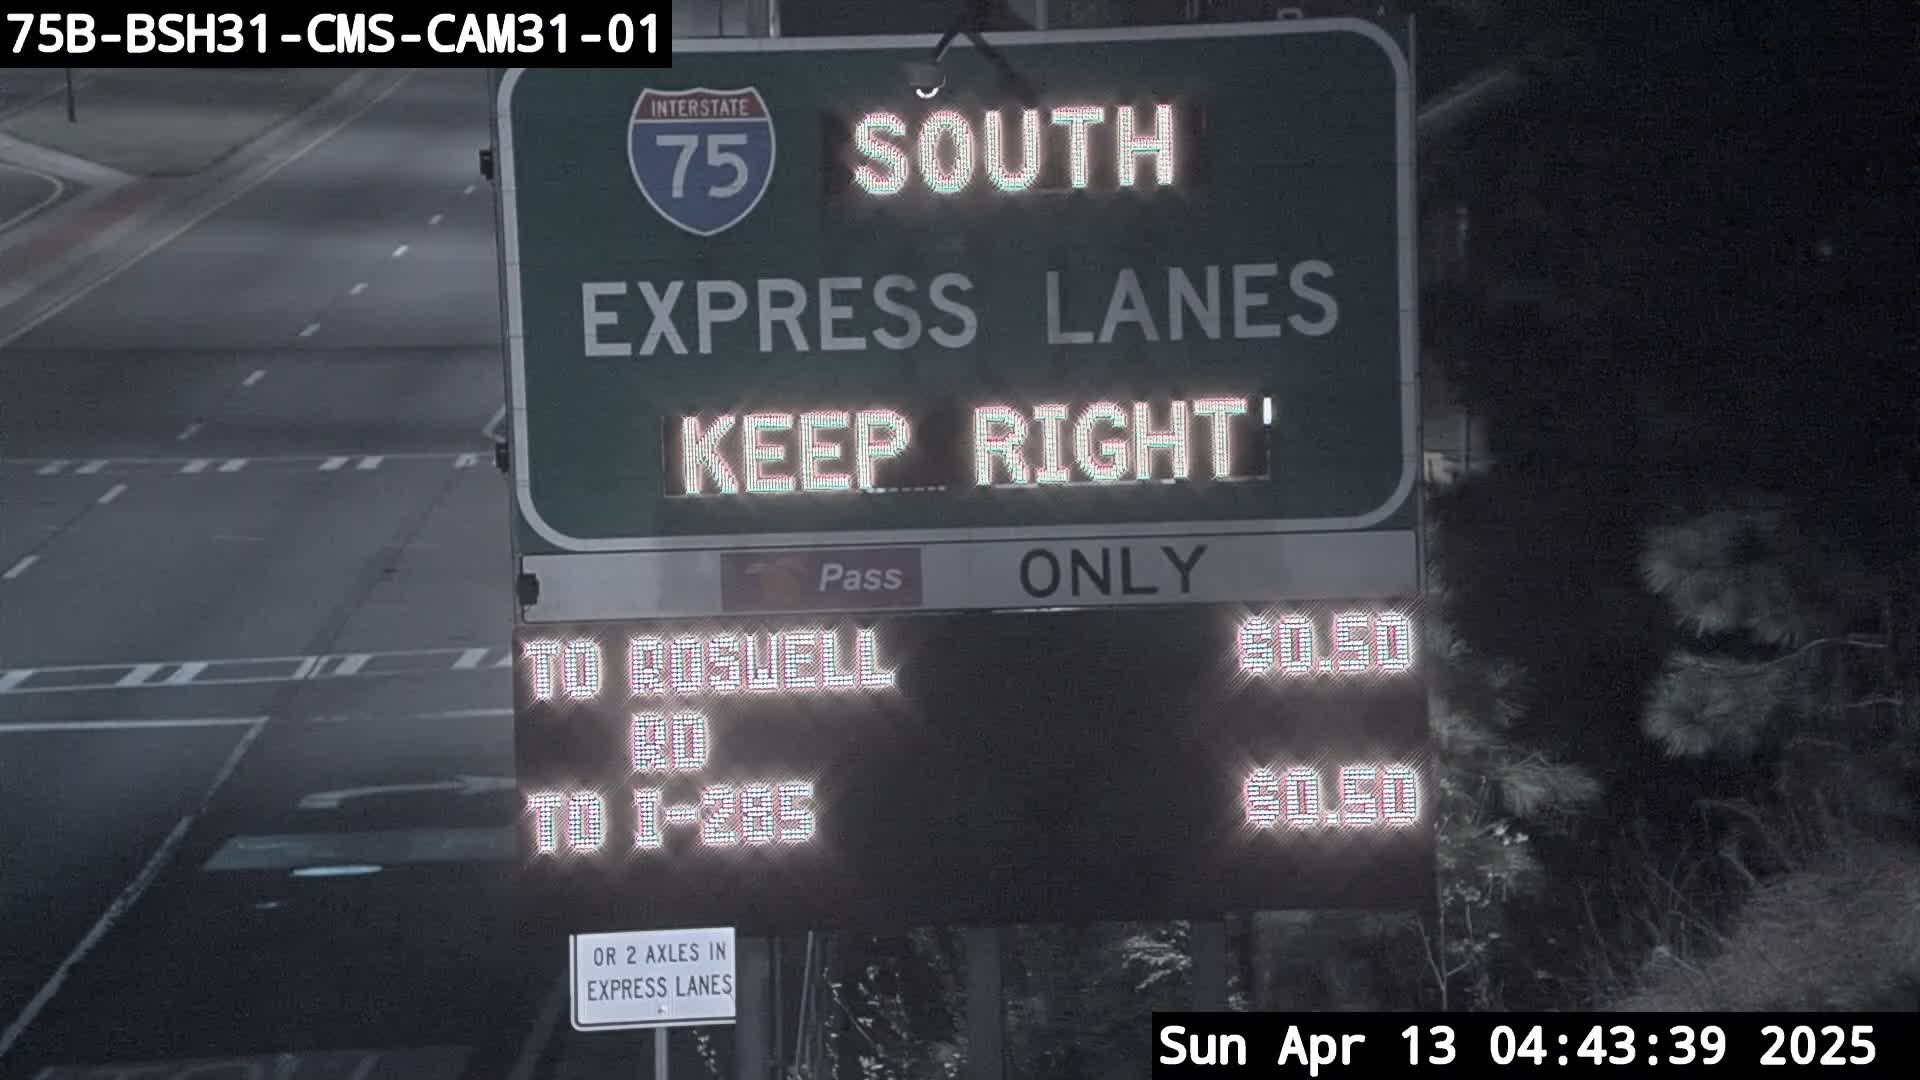 75B-BSH31-CMS-CAM31-01
INTERSTATE
75
SOUTH
EXPRESS LANES
KEEP RIGHT
Pass ONLY
TO ROSWELL $0.50
RD
TO I-285 $0.50
OR 2 AXLES IN
EXPRESS LANES
Sun Apr 13 04:43:39 2025